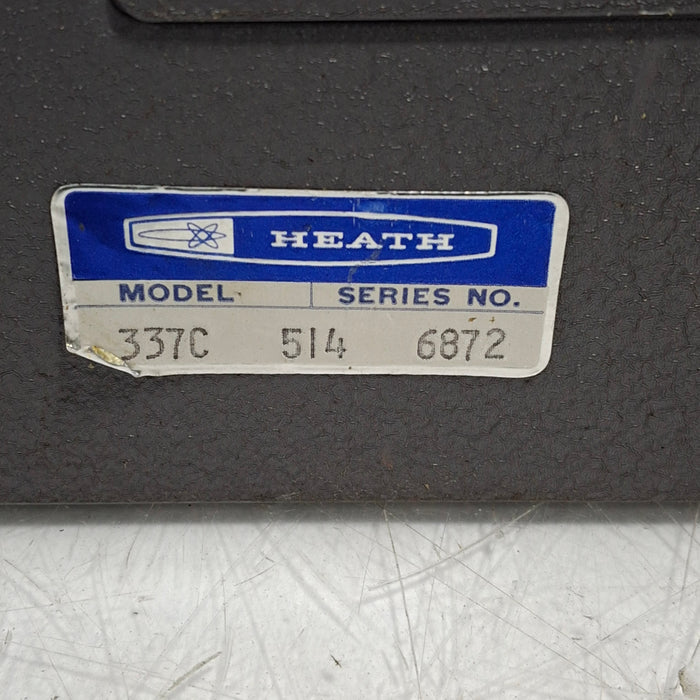 HEATH
MODEL SERIES NO.
337C 514 6872